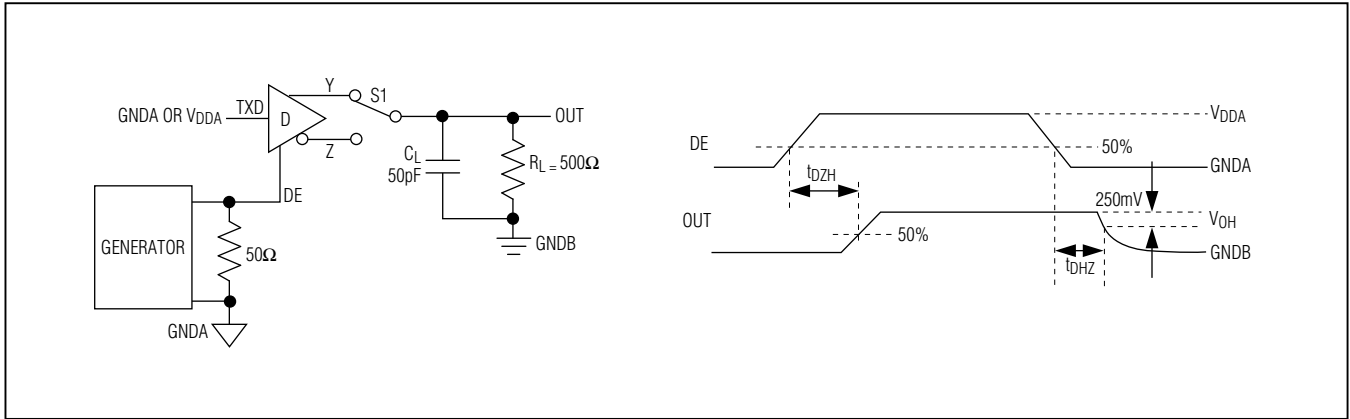 GNDA OR VDDA
TXD
D
Y
Z
S1
OUT
CL
50pF
RL = 500Ω
GNDB
DE
GENERATOR
50Ω
GNDA
DE
VDDA
50%
GNDA
tDZH
250mV
OUT
50%
VOH
GNDB
tDHZ